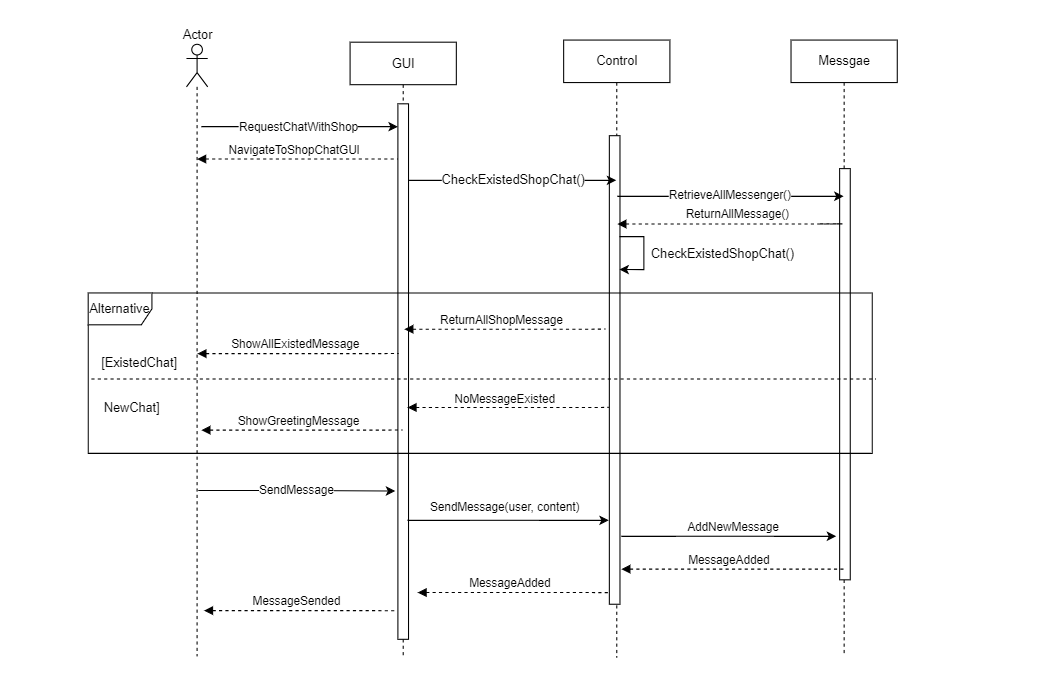 Actor
GUI
Control
Messgae
RequestChatWithShop
NavigateToShopChatGUI
CheckExistedShopChat()
RetrieveAllMessenger()
ReturnAllMessage()
CheckExistedShopChat()
Alternative
ReturnAllShopMessage
ShowAllExistedMessage
[ExistedChat]
NoMessageExisted
NewChat]
ShowGreetingMessage
SendMessage
SendMessage(user, content)
AddNewMessage
MessageAdded
MessageAdded
MessageSended